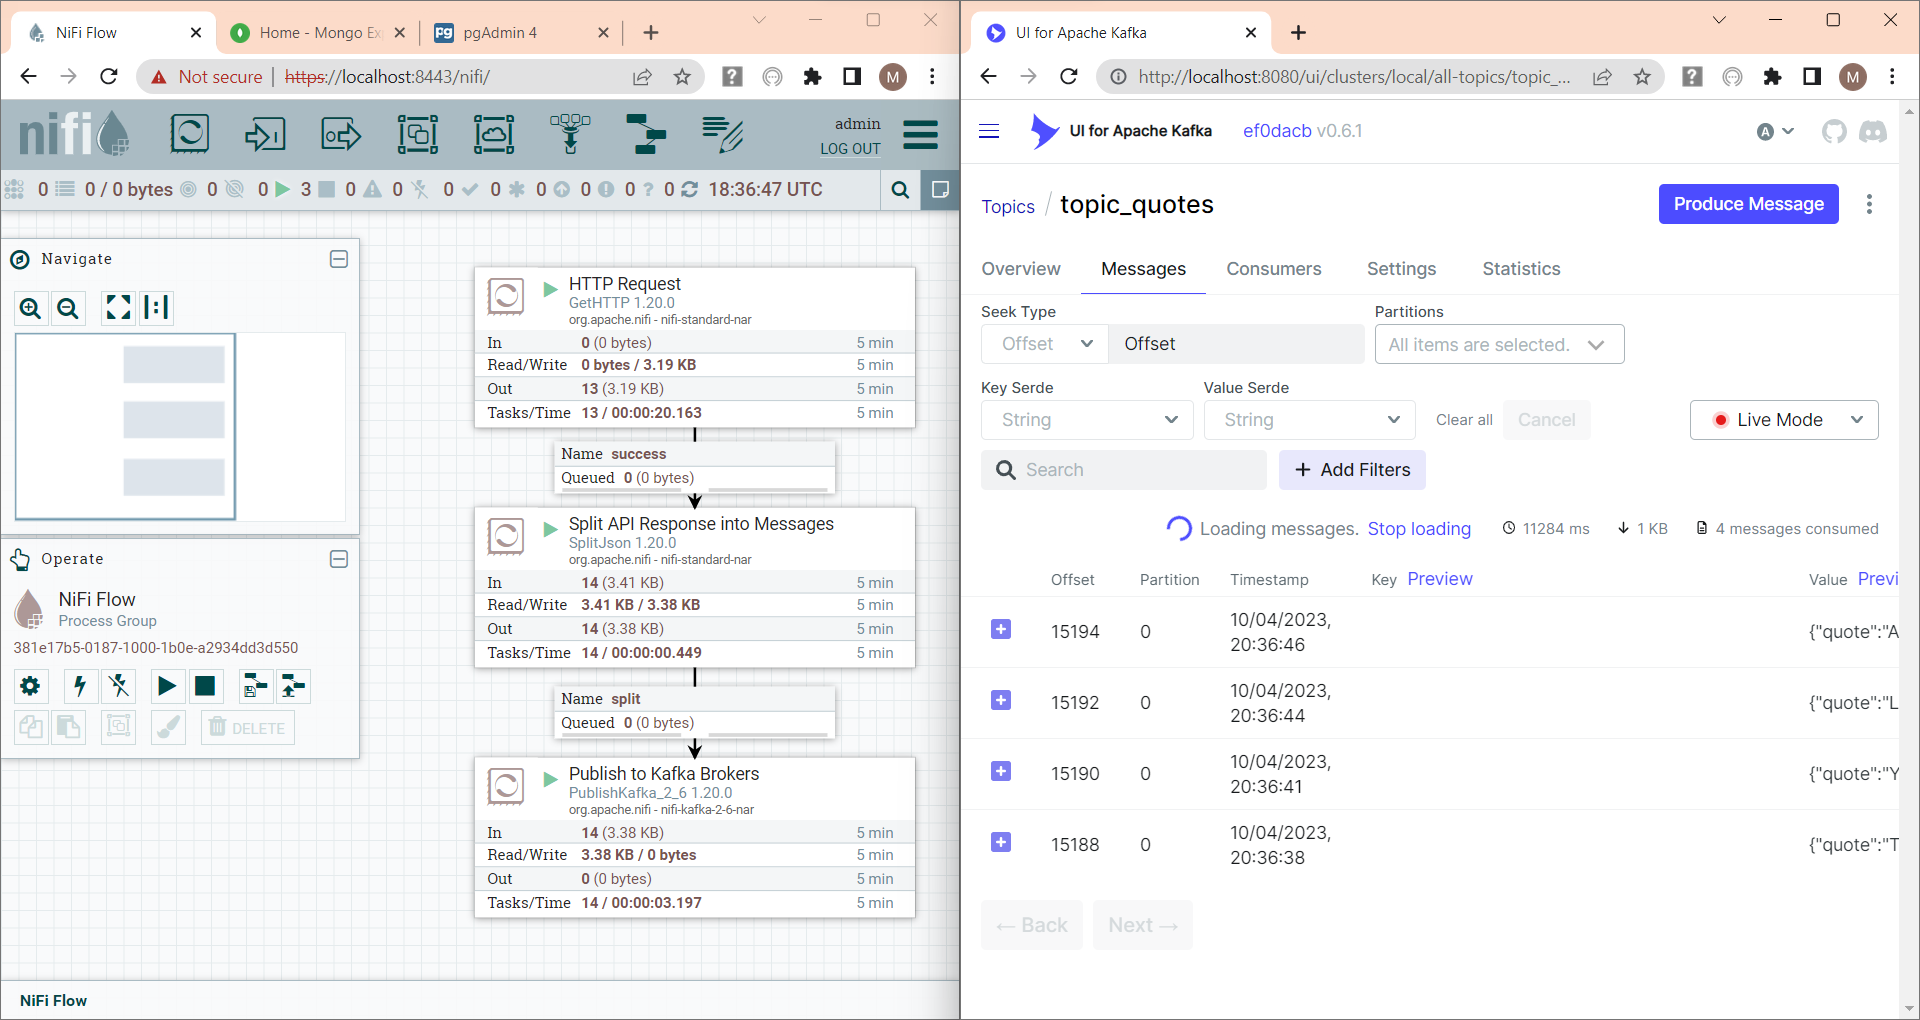 NiFi Flow
Home - Mongo Ex
pgAdmin 4
Not secure
https://localhost:8443/nifi/
M
nifi
admin
LOG OUT
0 0 / 0 bytes 0 0 3 0 0 0 0 0 0 0 0 18:36:47 UTC
Navigate
Operate
NiFi Flow
Process Group
381e17b5-0187-1000-1b0e-a2934dd3d550
DELETE
HTTP Request
GetHTTP 1.20.0
org.apache.nifi - nifi-standard-nar
In 0 (0 bytes) 5 min
Read/Write 0 bytes / 3.19 KB 5 min
Out 13 (3.19 KB) 5 min
Tasks/Time 13 / 00:00:20.163 5 min
Name success
Queued 0 (0 bytes)
Split API Response into Messages
SplitJson 1.20.0
org.apache.nifi - nifi-standard-nar
In 14 (3.41 KB) 5 min
Read/Write 3.41 KB / 3.38 KB 5 min
Out 14 (3.38 KB) 5 min
Tasks/Time 14 / 00:00:00.449 5 min
Name split
Queued 0 (0 bytes)
Publish to Kafka Brokers
PublishKafka_2_6 1.20.0
org.apache.nifi - nifi-kafka-2-6-nar
In 14 (3.38 KB) 5 min
Read/Write 3.38 KB / 0 bytes 5 min
Out 0 (0 bytes) 5 min
Tasks/Time 14 / 00:00:03.197 5 min
NiFi Flow
UI for Apache Kafka
http://localhost:8080/ui/clusters/local/all-topics/topic_...
M
UI for Apache Kafka
ef0dacb v0.6.1
A
Topics / topic_quotes
Produce Message
Overview Messages Consumers Settings Statistics
Seek Type Partitions
Offset Offset All items are selected.
Key Serde Value Serde
String String Clear all Cancel Live Mode
Search + Add Filters
Loading messages. Stop loading 11284 ms 1 KB 4 messages consumed
Offset Partition Timestamp Key Preview Value Previ
15194 0 10/04/2023, 20:36:46 {"quote":"A
15192 0 10/04/2023, 20:36:44 {"quote":"L
15190 0 10/04/2023, 20:36:41 {"quote":"Y
15188 0 10/04/2023, 20:36:38 {"quote":"T
← Back Next →